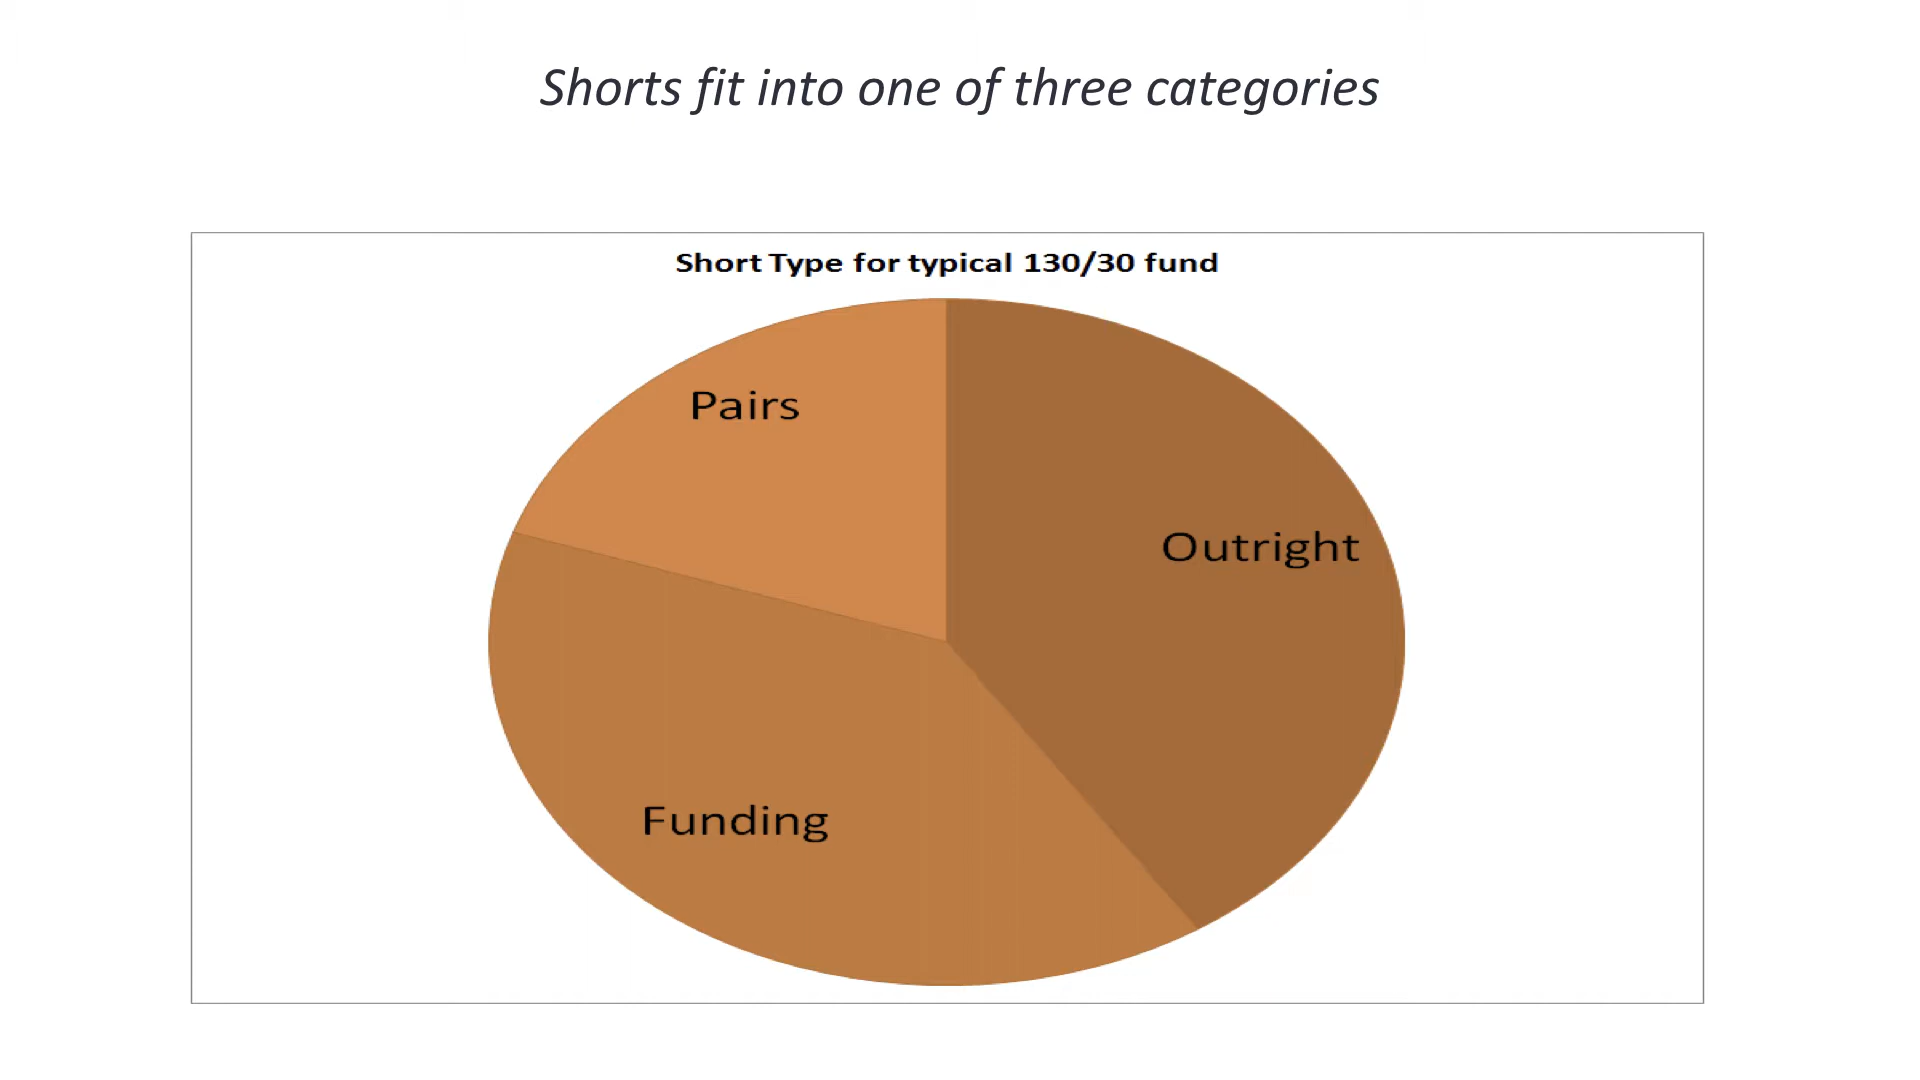 Shorts fit into one of three categories
Short Type for typical 130/30 fund
Pairs
Outright
Funding